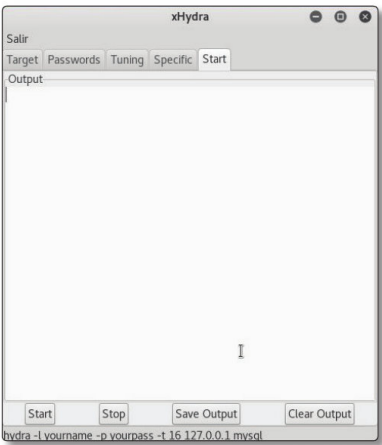 xHydra
Salir
Target Passwords Tuning Specific Start
Output
Start Stop Save Output Clear Output
hydra -l yourname -p yourpass -t 16 127.0.0.1 mysql